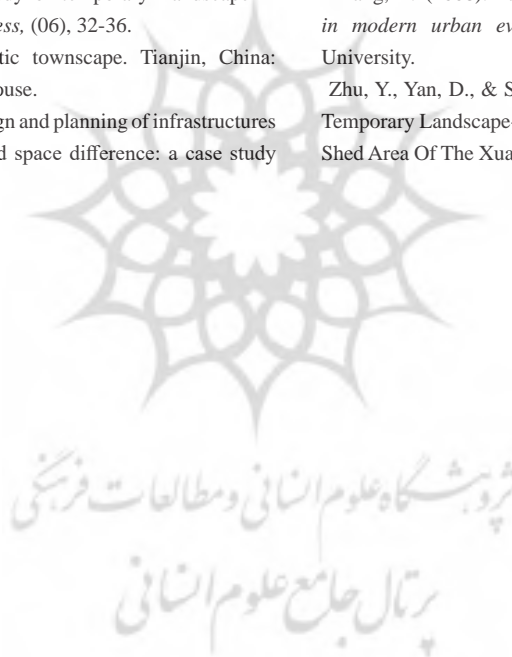 ess, (06), 32-36.
tic townscape. Tianjin, China:
ouse.
gn and planning of infrastructures
d space difference: a case study
in modern urban ev
University.
Zhu, Y., Yan, D., & S
Temporary Landscape-
Shed Area Of The Xua
پژوهشگاه علوم انسانی و مطالعات فرهنگی
پرتال جامع علوم انسانی